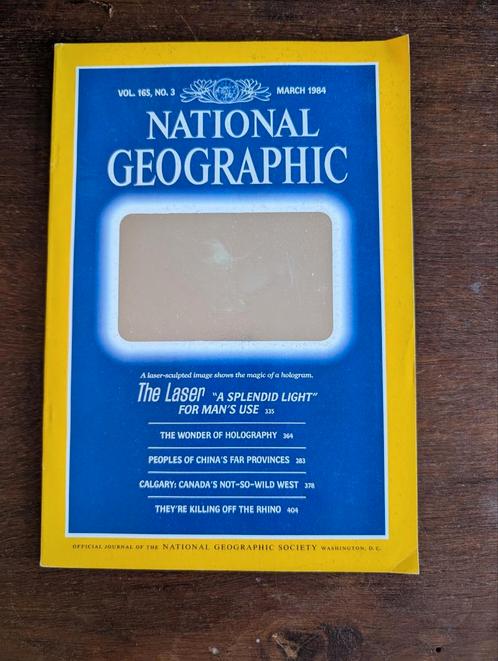 VOL. 165, NO. 3 MARCH 1984
NATIONAL
GEOGRAPHIC
A laser-sculpted image shows the magic of a hologram.
The Laser "A SPLENDID LIGHT"
FOR MAN'S USE 335
THE WONDER OF HOLOGRAPHY 364
PEOPLES OF CHINA'S FAR PROVINCES 283
CALGARY: CANADA'S NOT-SO-WILD WEST 378
THEY'RE KILLING OFF THE RHINO 404
OFFICIAL JOURNAL OF THE NATIONAL GEOGRAPHIC SOCIETY WASHINGTON, D. C.